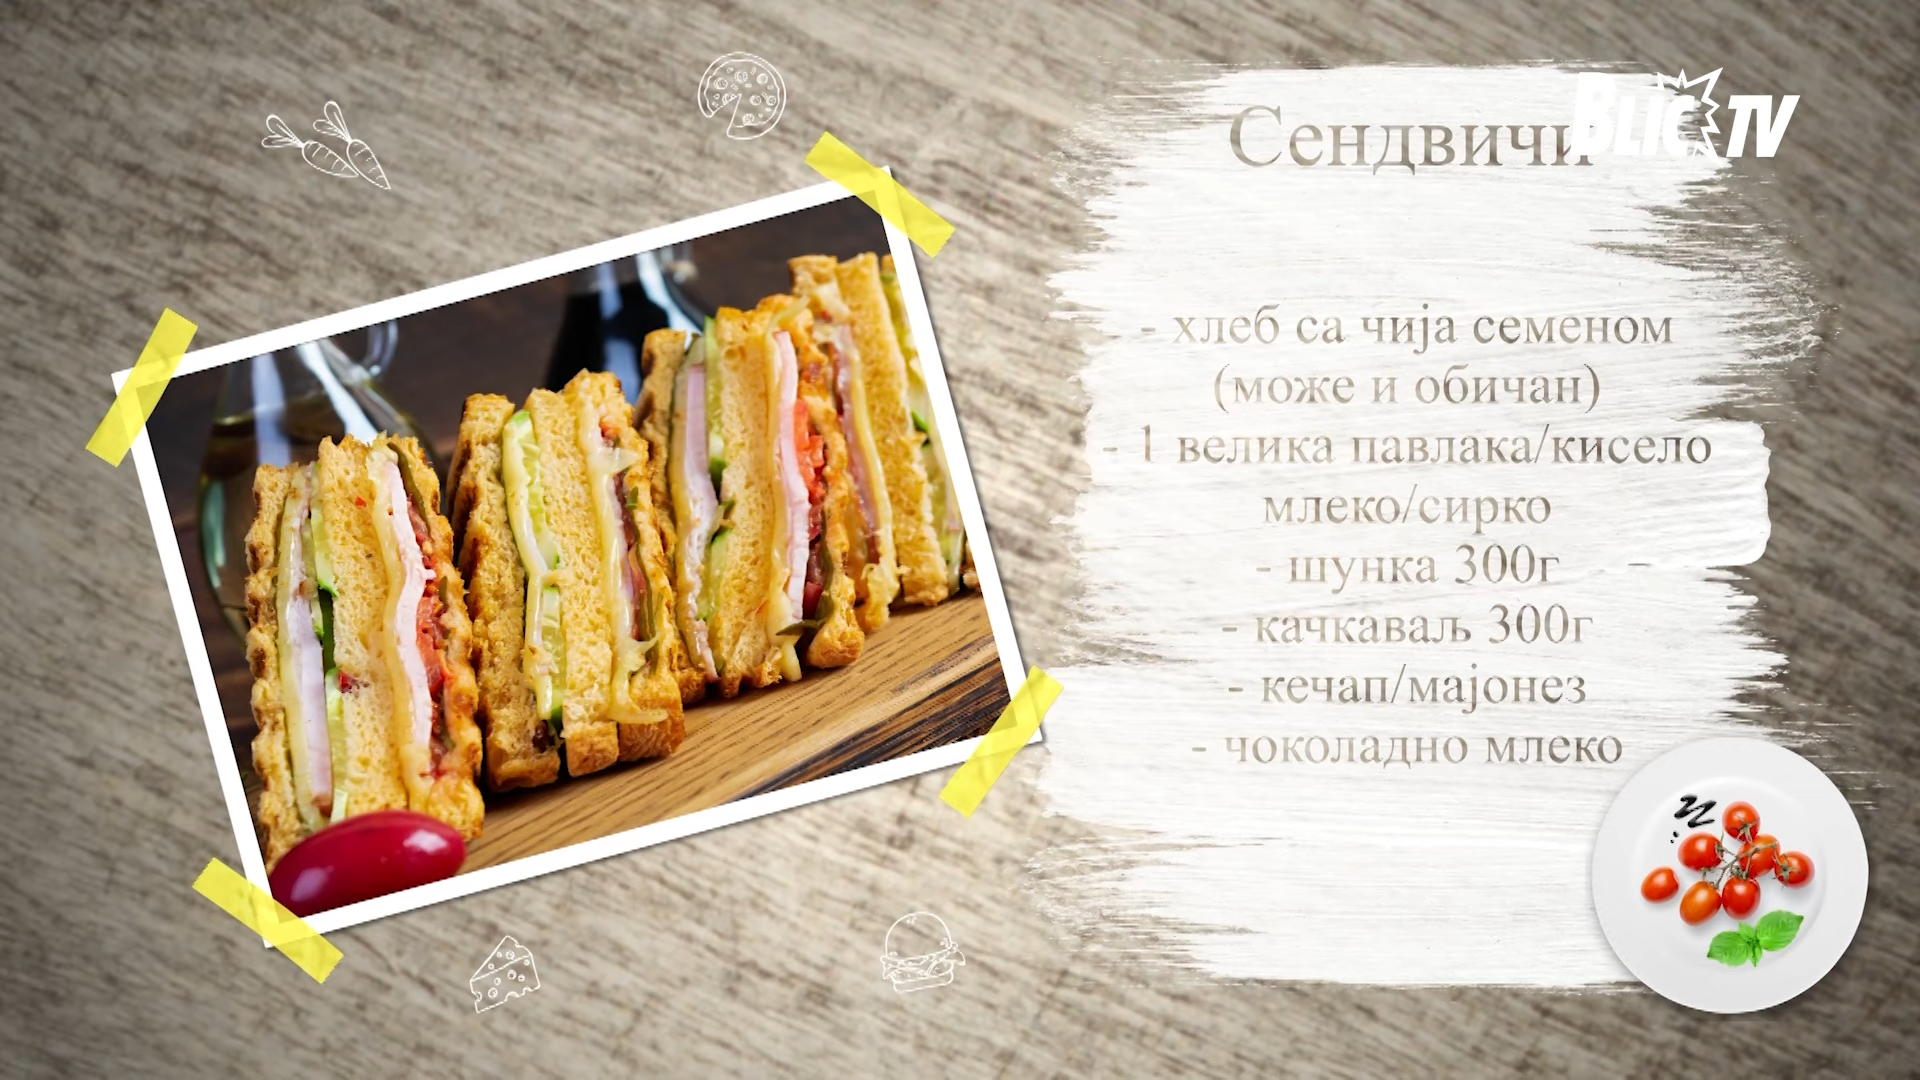 Сендвичи
BLIC TV
- хлеб са чија семеном
(може и обичан)
- 1 велика павлака/кисело
млеко/сирко
- шунка 300г
- качкаваљ 300г
- кечап/мајонез
- чоколадно млеко